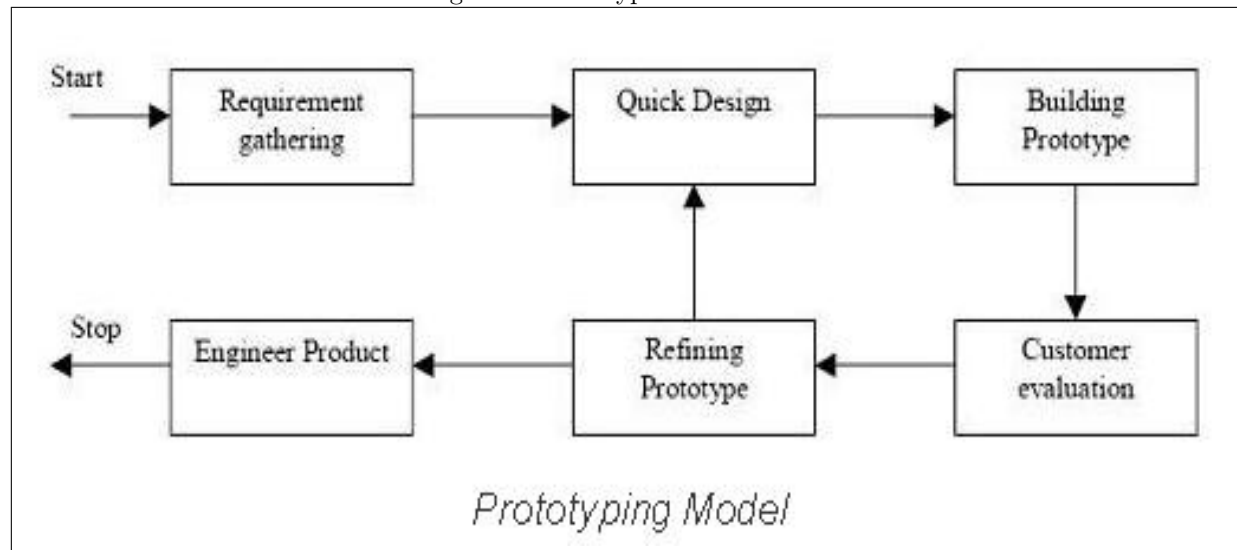 Start
Requirement
gathering
Quick Design
Building
Prototype
Stop
Engineer Product
Refining
Prototype
Customer
evaluation
Prototyping Model